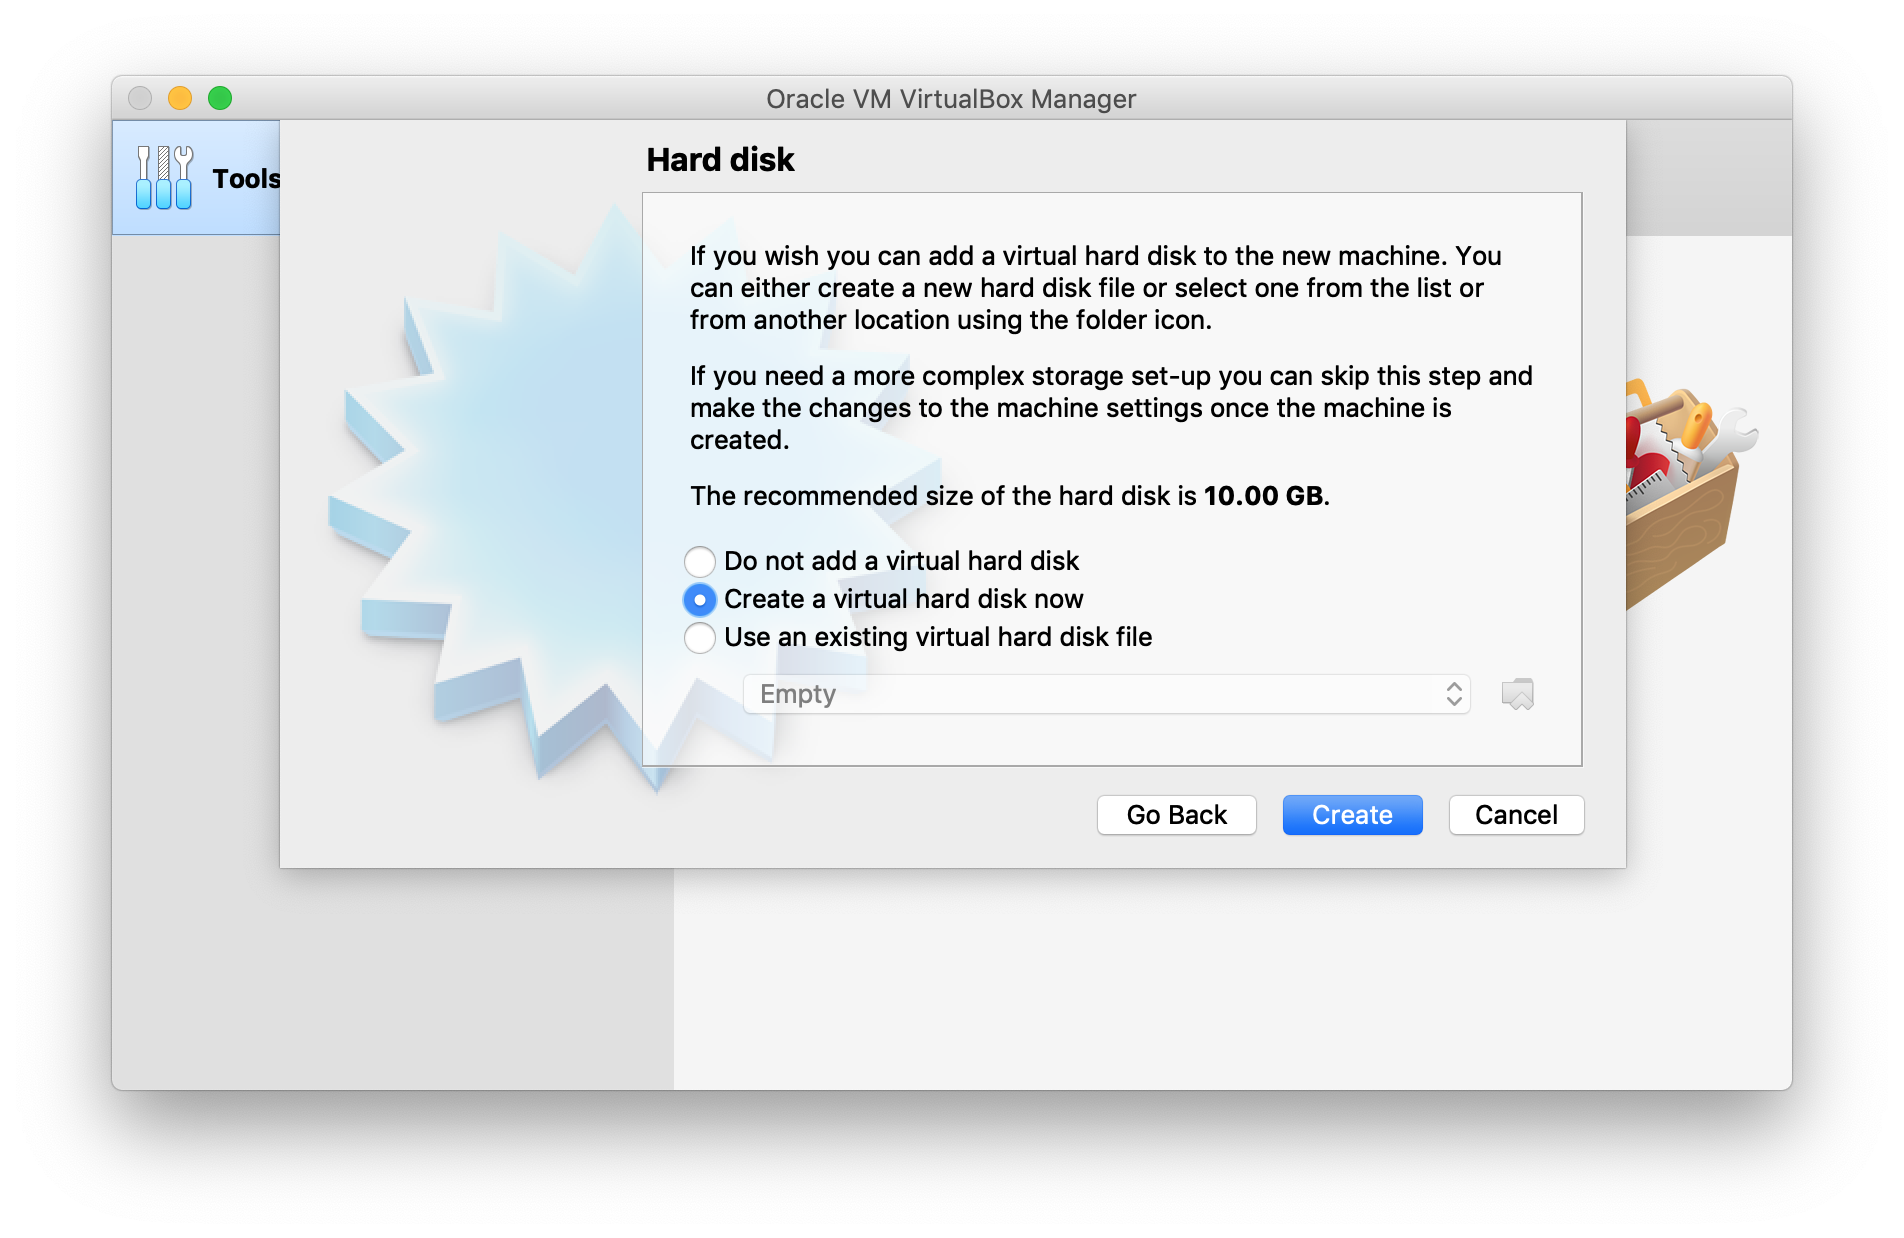 Oracle VM VirtualBox Manager
Tools
Hard disk
If you wish you can add a virtual hard disk to the new machine. You
can either create a new hard disk file or select one from the list or
from another location using the folder icon.
If you need a more complex storage set-up you can skip this step and
make the changes to the machine settings once the machine is
created.
The recommended size of the hard disk is 10.00 GB.
Do not add a virtual hard disk
Create a virtual hard disk now
Use an existing virtual hard disk file
Empty
Go Back
Create
Cancel